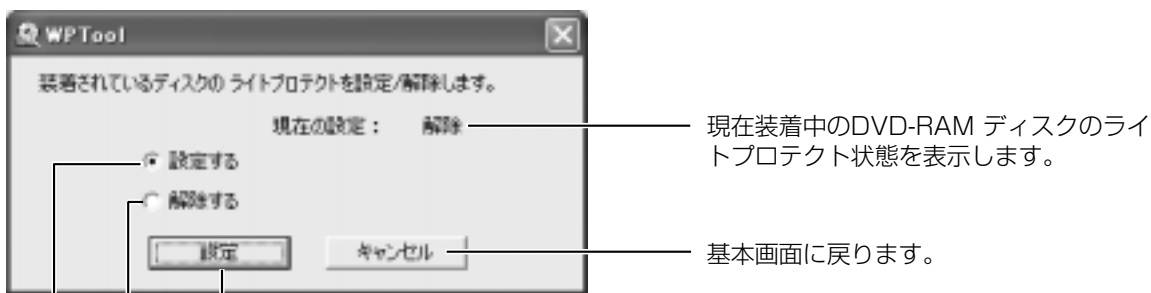 WPTool
装着されているディスクの ライトプロテクトを設定/解除します。
現在の設定： 解除
設定する
解除する
設定 キャンセル
現在装着中のDVD-RAM ディスクのライ
トプロテクト状態を表示します。
基本画面に戻ります。